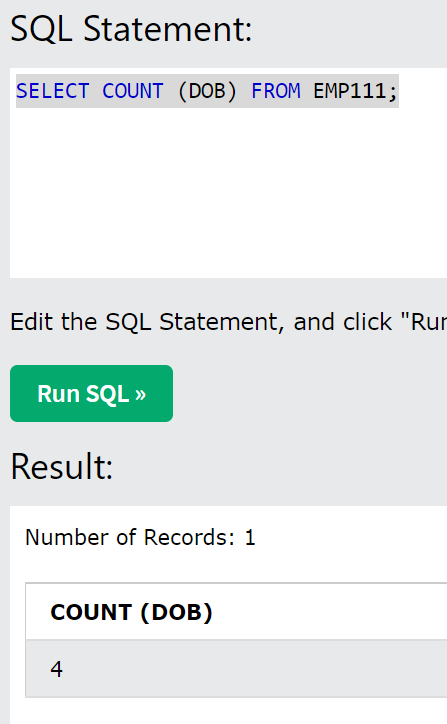 SQL Statement:
SELECT COUNT (DOB) FROM EMP111;
Edit the SQL Statement, and click "Run
Run SQL »
Result:
Number of Records: 1
COUNT (DOB)
4